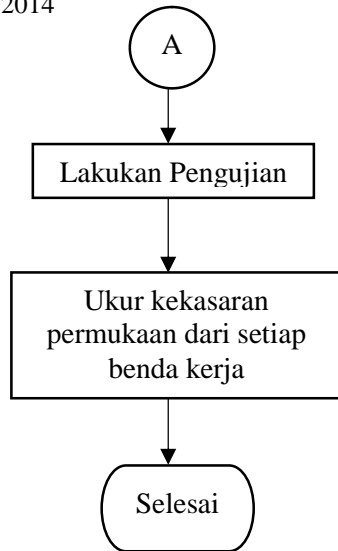 2014
A
Lakukan Pengujian
Ukur kekasaran
permukaan dari setiap
benda kerja
Selesai